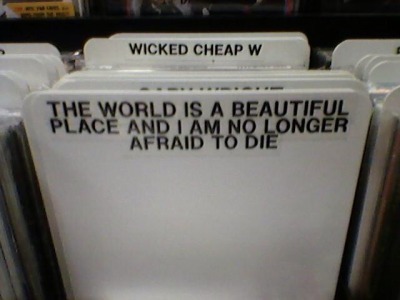 WICKED CHEAP W
THE WORLD IS A BEAUTIFUL
PLACE AND I AM NO LONGER
AFRAID TO DIE